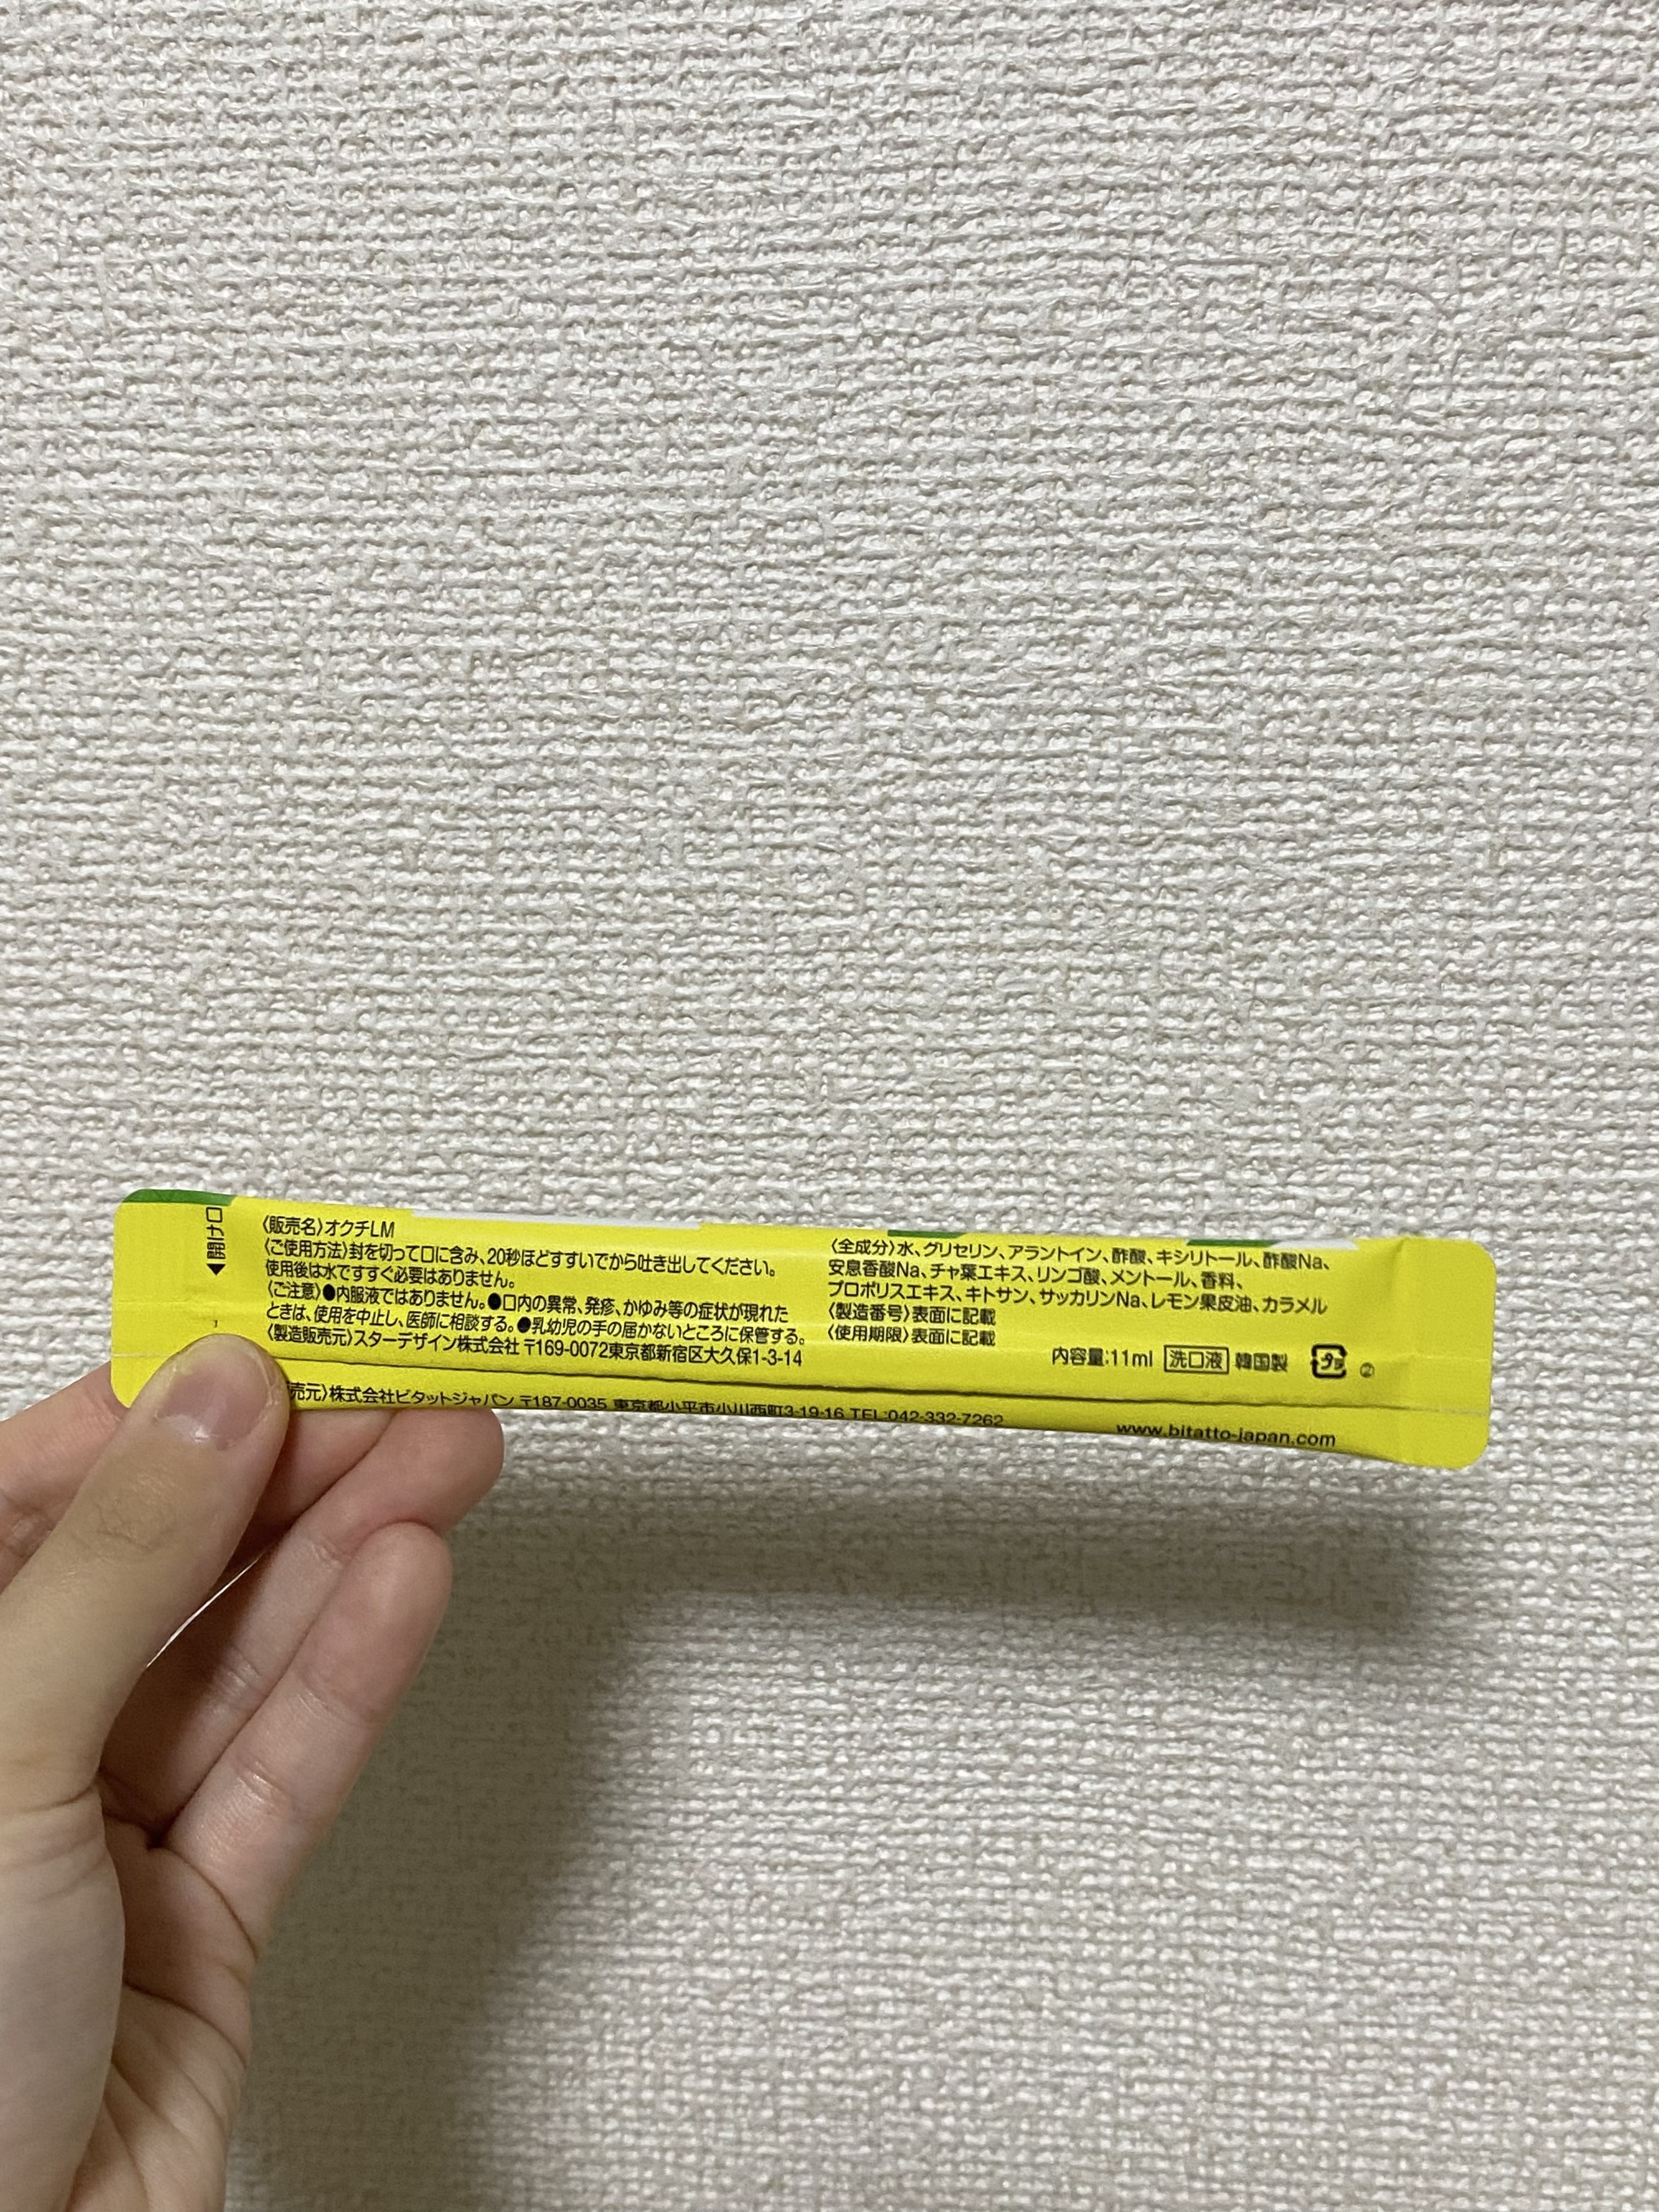 開け口
〈販売名〉オクチLM
〈ご使用方法〉封を切って口に含み、20秒ほどすすいでから吐き出してください。
使用後は水ですすぐ必要はありません。
〈ご注意〉●内服液ではありません。●口内の異常、発疹、かゆみ等の症状が現れた
ときは、使用を中止し、医師に相談する。●乳幼児の手の届かないところに保管する。
〈製造販売元〉スターデザイン株式会社 〒169-0072東京都新宿区大久保1-3-14
売元〉株式会社ビタットジャパン 〒187-0035 東京都小平市小川西町3-19-16 TEL:042-332-7262
www.bitatto-japan.com
〈全成分〉水、グリセリン、アラントイン、酢酸、キシリトール、酢酸Na、
安息香酸Na、チャ葉エキス、リンゴ酸、メントール、香料、
プロポリスエキス、キトサン、サッカリンNa、レモン果皮油、カラメル
〈製造番号〉表面に記載
〈使用期限〉表面に記載
内容量:11ml 洗口液 韓国製 プラ ②